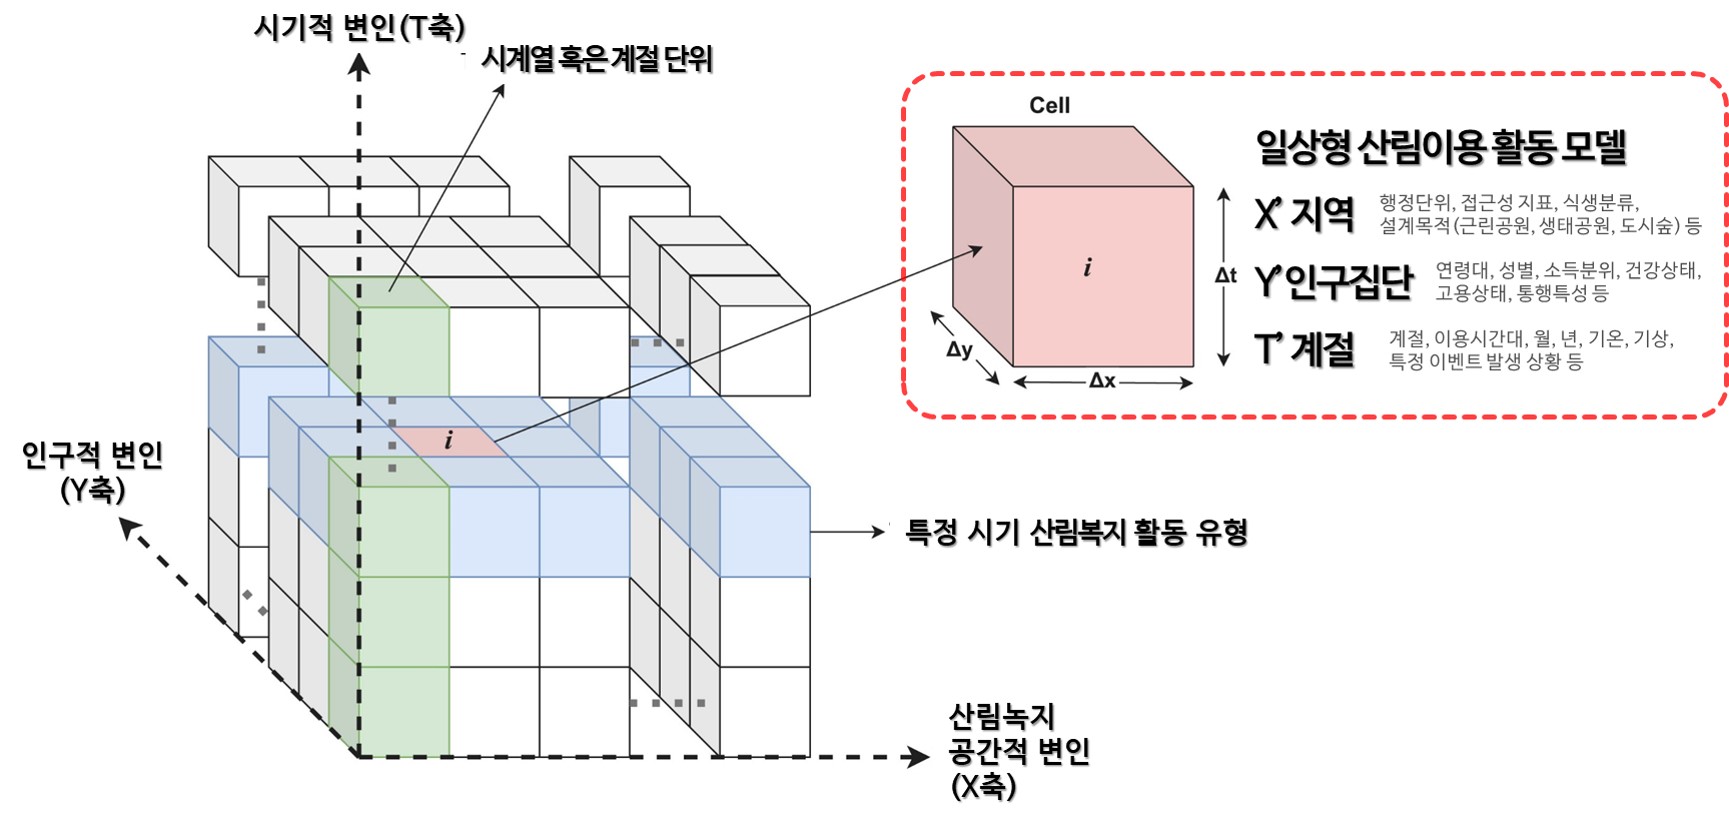 시기적 변인(T축)
시계열 혹은 계절 단위
Cell
일상형 산림이용 활동 모델
X’ 지역
행정단위, 접근성 지표, 식생분류,
설계목적(근린공원, 생태공원, 도시숲) 등
i
Δt
Y’인구집단
연령대, 성별, 소득분위, 건강상태,
고용상태, 통행특성 등
T’ 계절
계절, 이용시간대, 월, 년, 기온, 기상,
특정 이벤트 발생 상황 등
Δy
Δx
인구적 변인
(Y축)
i
특정 시기 산림복지 활동 유형
산림녹지
공간적 변인
(X축)